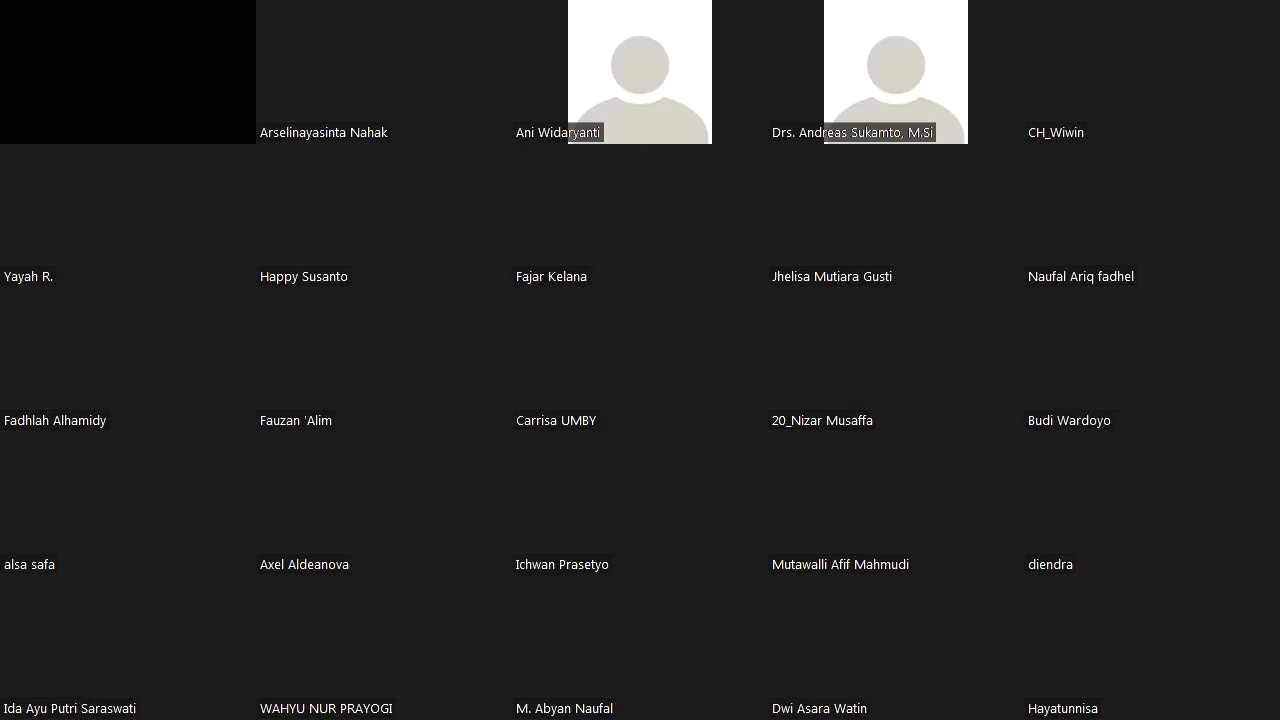 Arselinayasinta Nahak
Ani Widaryanti
Drs. Andreas Sukamto, M.Si
CH_Wiwin
Yayah R.
Happy Susanto
Fajar Kelana
Jhelisa Mutiara Gusti
Naufal Ariq fadhel
Fadhlah Alhamidy
Fauzan 'Alim
Carrisa UMBY
20_Nizar Musaffa
Budi Wardoyo
alsa safa
Axel Aldeanova
Ichwan Prasetyo
Mutawalli Afif Mahmudi
diendra
Ida Ayu Putri Saraswati
WAHYU NUR PRAYOGI
M. Abyan Naufal
Dwi Asara Watin
Hayatunnisa